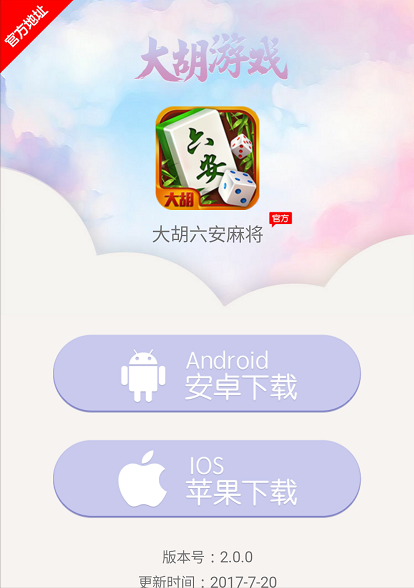 官方地址
大胡游戏
六安
大胡
官方
大胡六安麻将
Android
安卓下载
IOS
苹果下载
版本号：2.0.0
更新时间：2017-7-20